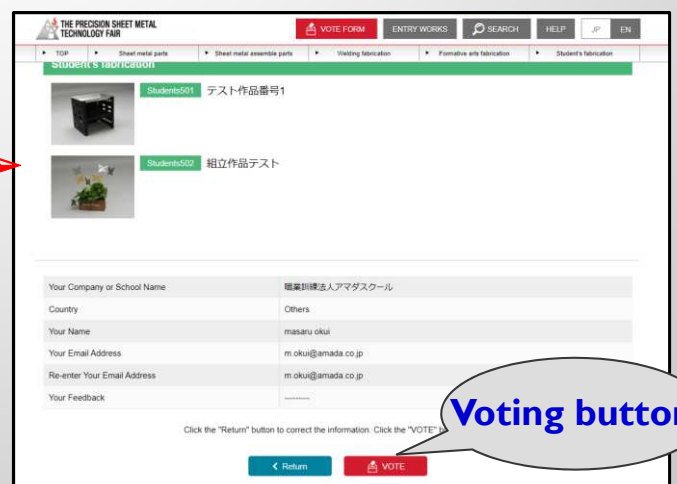 THE PRECISION SHEET METAL
TECHNOLOGY FAIR
VOTE FORM
ENTRY WORKS
SEARCH
HELP
JP
EN
TOP
Sheet metal parts
Sheet metal assemble parts
Welding fabrication
Formative arts fabrication
Student's fabrication
Student's fabrication
Students501 テスト作品番号1
Students502 組立作品テスト
Your Company or School Name 職業訓練法人アマダスクール
Country Others
Your Name masaru okui
Your Email Address m.okui@amada.co.jp
Re-enter Your Email Address m.okui@amada.co.jp
Your Feedback --------
Click the "Return" button to correct the information. Click the "VOTE"
Voting button
Return
VOTE